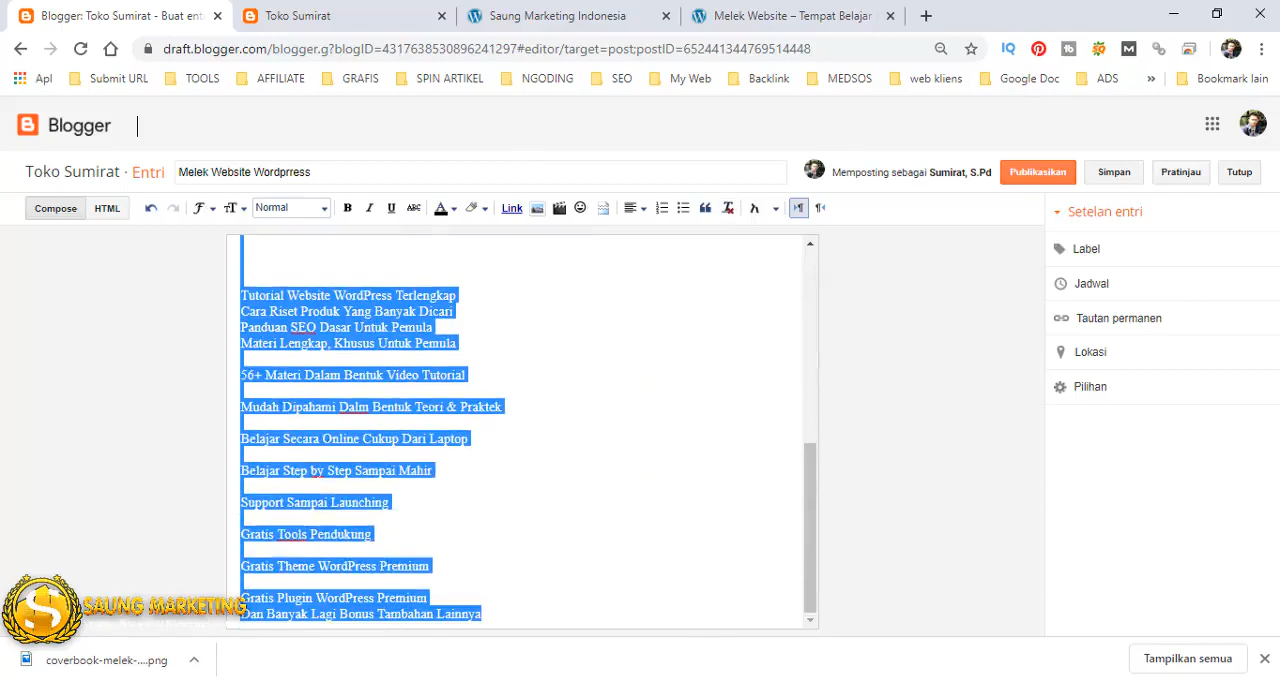 Blogger: Toko Sumirat - Buat ent
Toko Sumirat
Saung Marketing Indonesia
Melek Website – Tempat Belajar
draft.blogger.com/blogger.g?blogID=4317638530896241297#editor/target=post;postID=652441344769514448
Apl
Submit URL
TOOLS
AFFILIATE
GRAFIS
SPIN ARTIKEL
NGODING
SEO
My Web
Backlink
MEDSOS
web kliens
Google Doc
ADS
Bookmark lain
Blogger
Toko Sumirat · Entri
Melek Website Wordprress
Memposting sebagai Sumirat, S.Pd
Publikasikan
Simpan
Pratinjau
Tutup
Compose
HTML
Normal
B
I
U
ABC
A
Link
Setelan entri
Label
Jadwal
Tautan permanen
Lokasi
Pilihan
Tutorial Website WordPress Terlengkap
Cara Riset Produk Yang Banyak Dicari
Panduan SEO Dasar Untuk Pemula
Materi Lengkap, Khusus Untuk Pemula
56+ Materi Dalam Bentuk Video Tutorial
Mudah Dipahami Dalm Bentuk Teori & Praktek
Belajar Secara Online Cukup Dari Laptop
Belajar Step by Step Sampai Mahir
Support Sampai Launching
Gratis Tools Pendukung
Gratis Theme WordPress Premium
Gratis Plugin WordPress Premium
Dan Banyak Lagi Bonus Tambahan Lainnya
SAUNG MARKETING
coverbook-melek-....png
Tampilkan semua